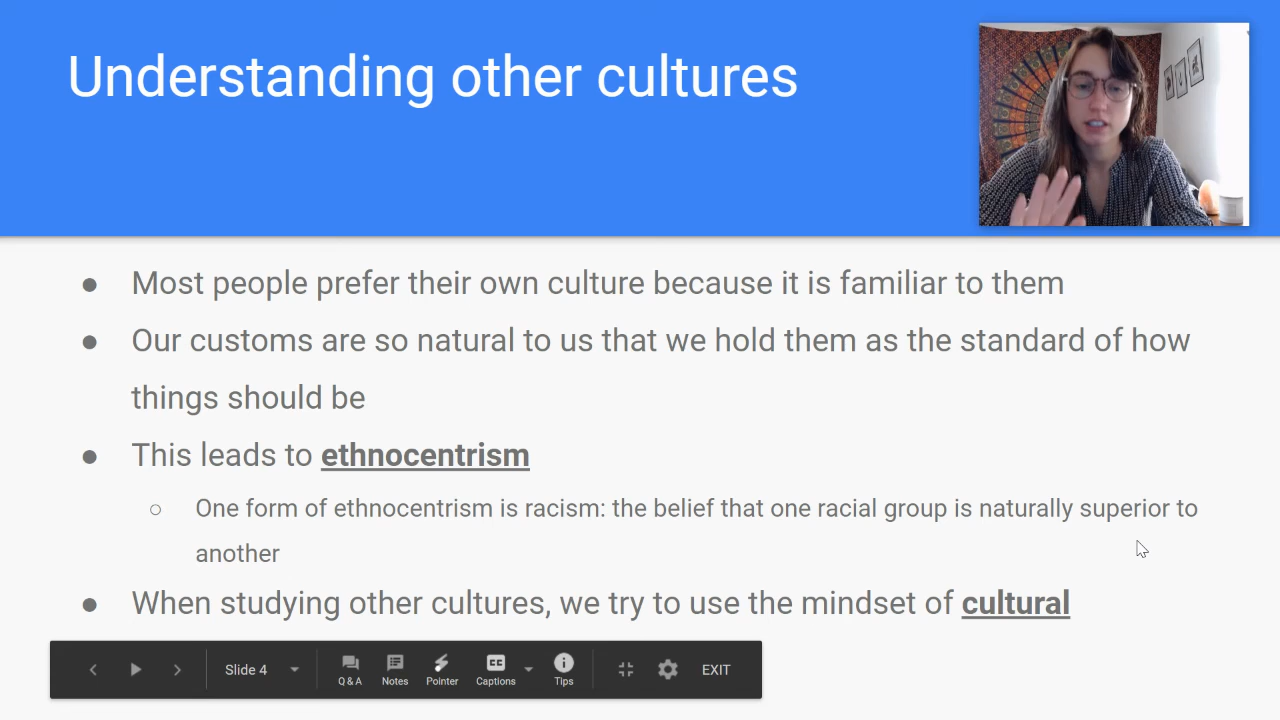 Understanding other cultures
● Most people prefer their own culture because it is familiar to them
● Our customs are so natural to us that we hold them as the standard of how
things should be
● This leads to ethnocentrism
○ One form of ethnocentrism is racism: the belief that one racial group is naturally superior to
another
● When studying other cultures, we try to use the mindset of cultural
Slide 4
Q & A
Notes
Pointer
CC
Captions
Tips
EXIT